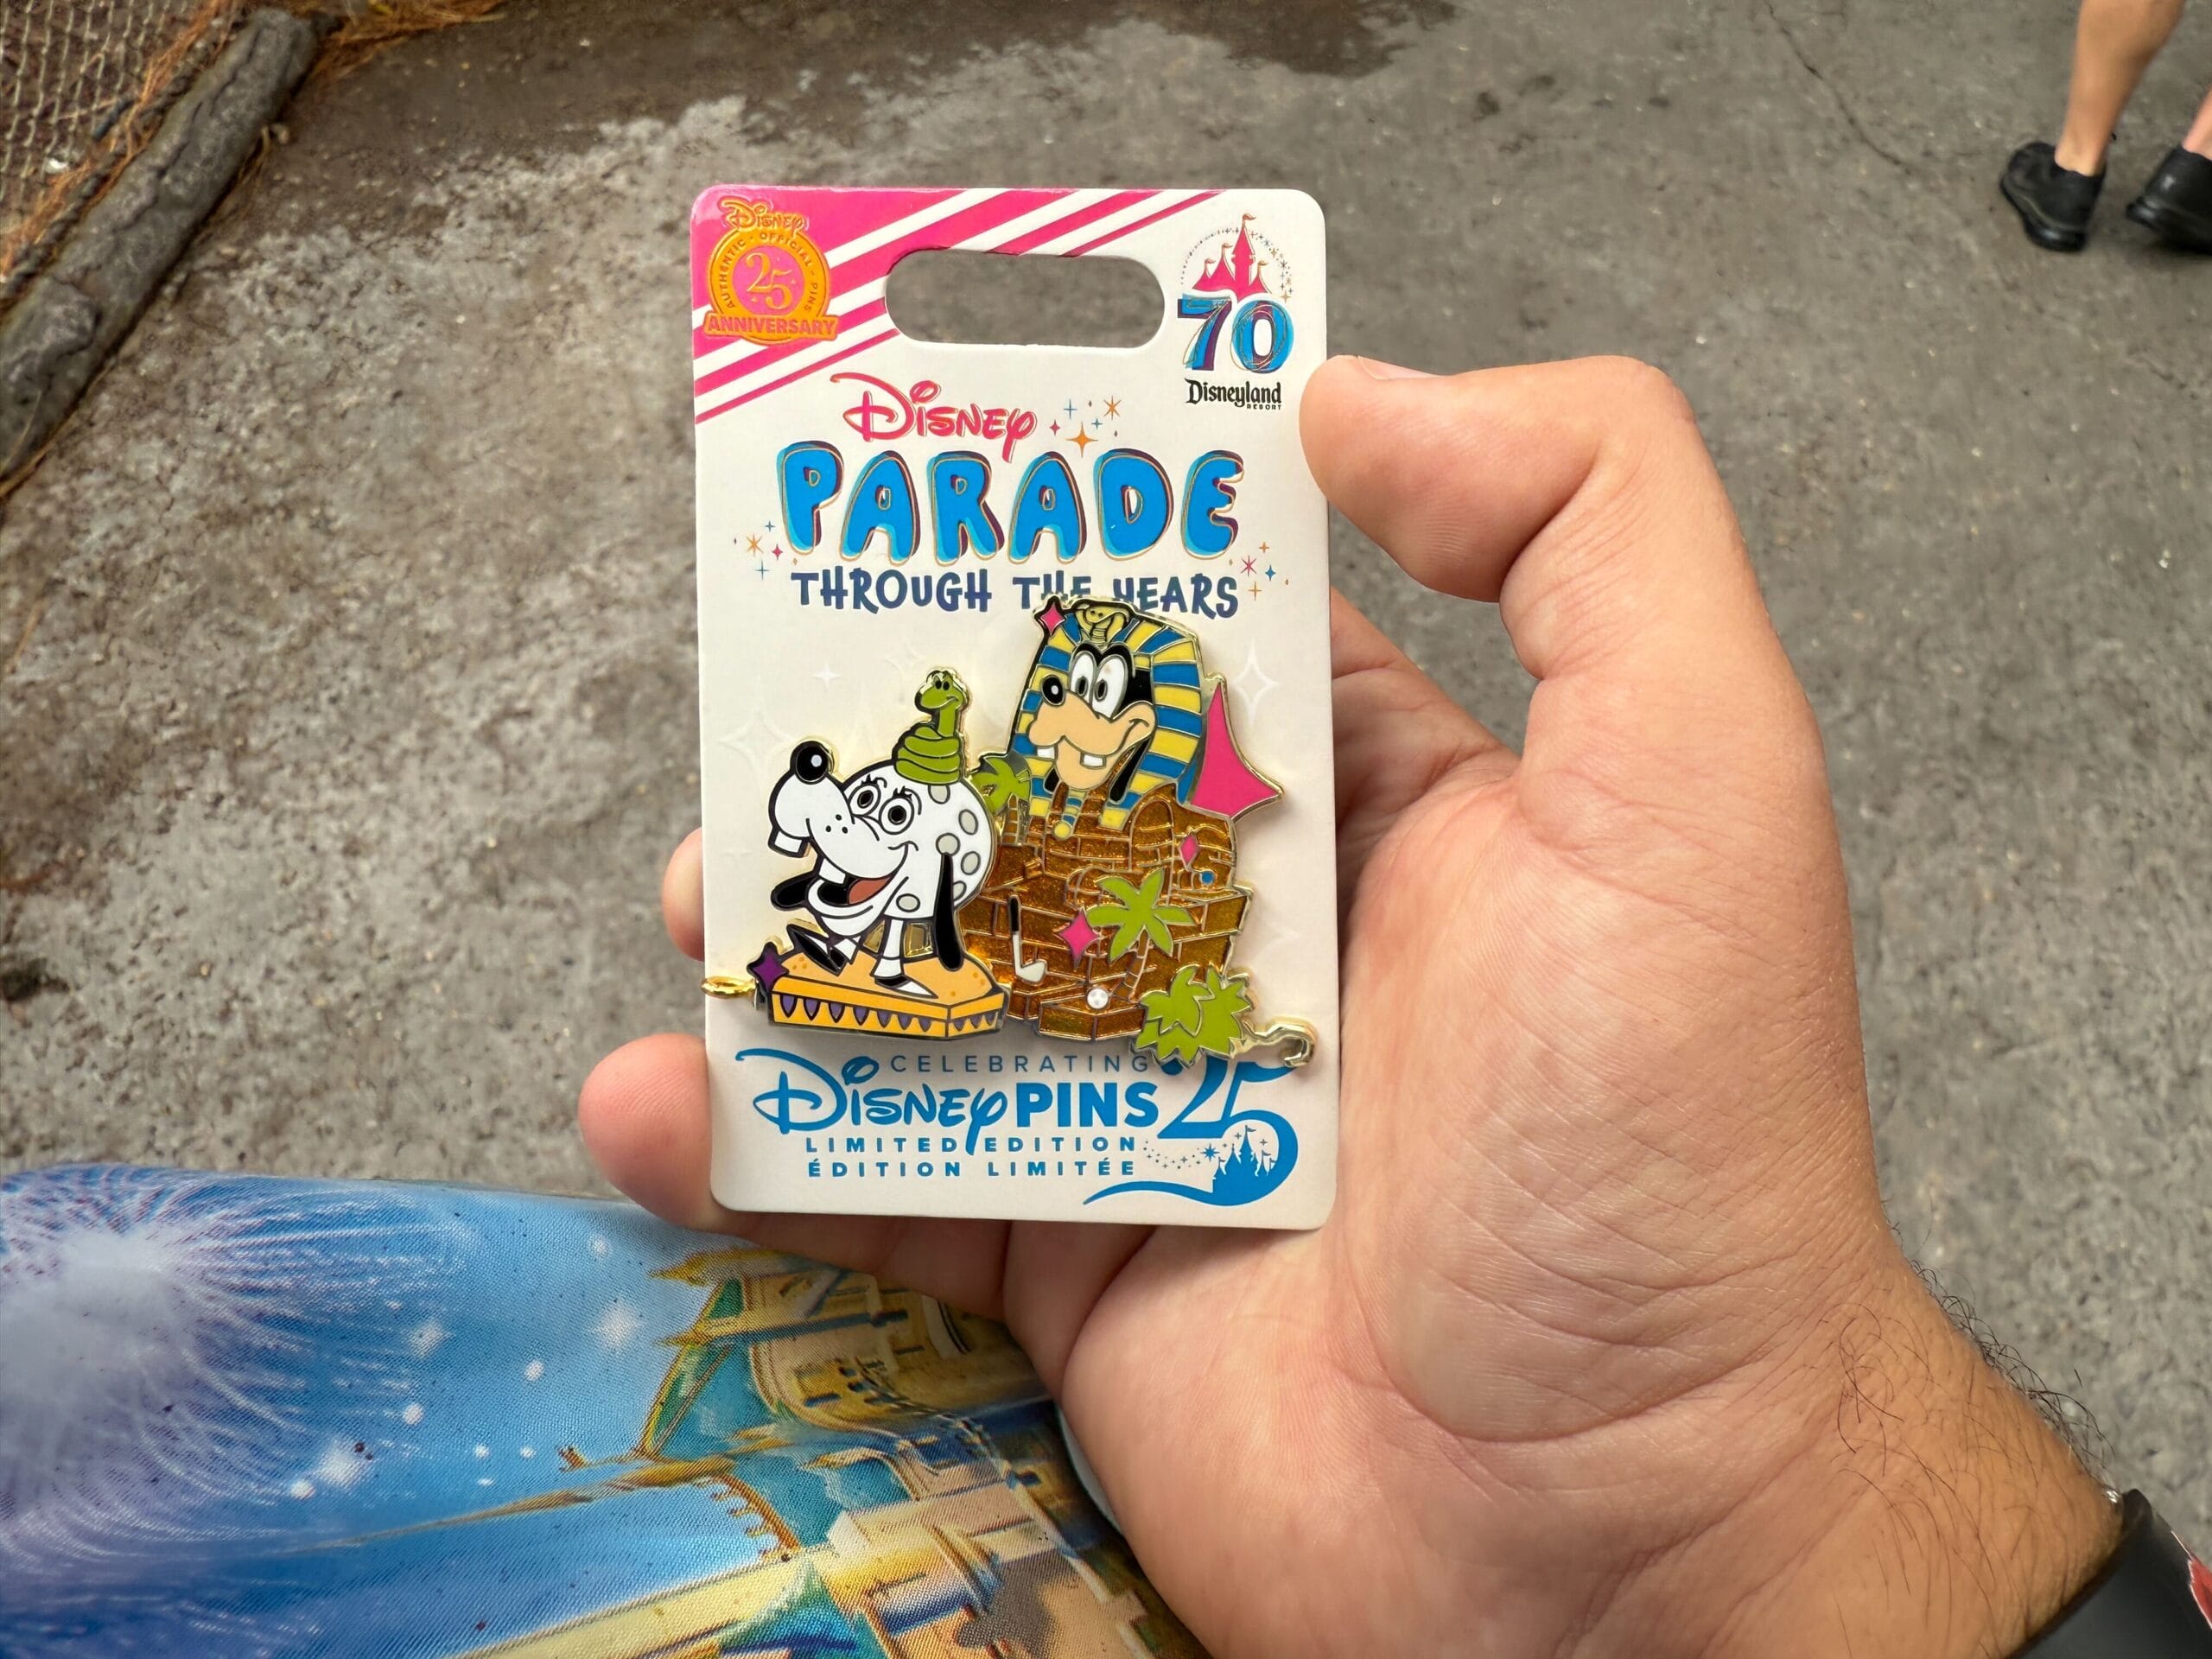 Disney
AUTHENTIC · OFFICIAL · PINS
25
ANNIVERSARY
70
Disneyland
RESORT
Disney
PARADE
THROUGH THE YEARS
CELEBRATING
Disney PINS 25
LIMITED EDITION
ÉDITION LIMITÉE